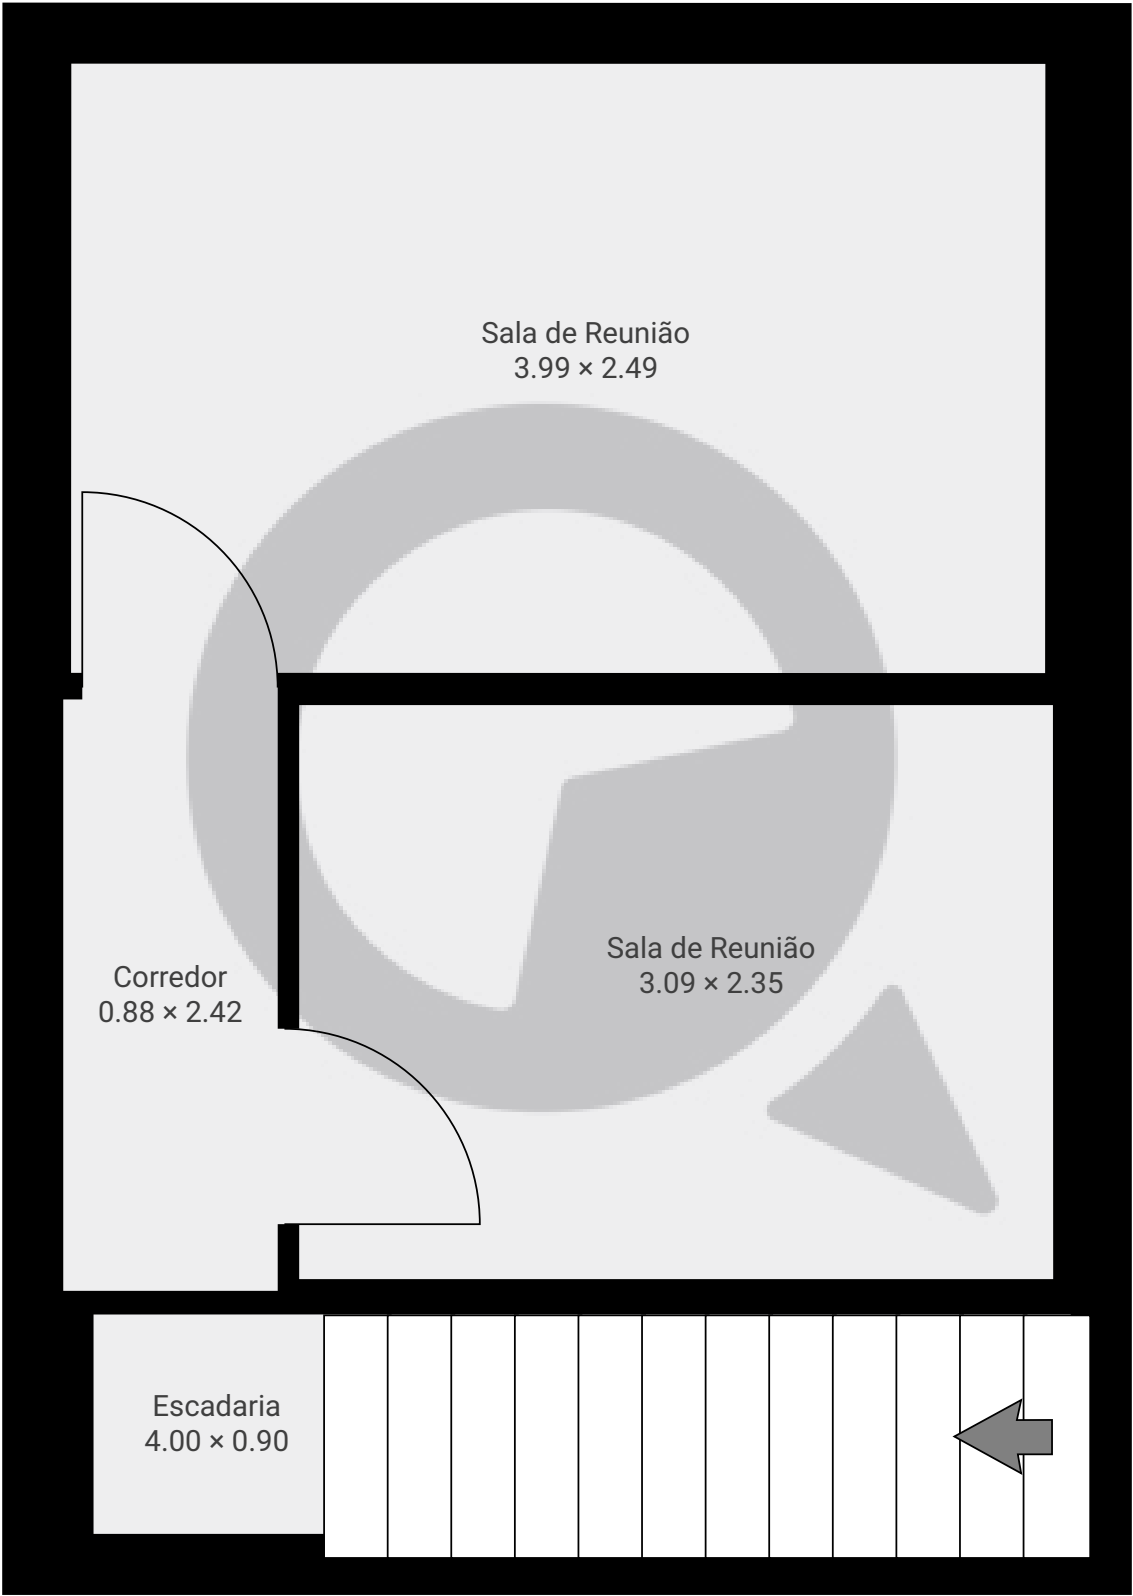 Sala de Reunião
3.99 × 2.49
Sala de Reunião
3.09 × 2.35
Corredor
0.88 × 2.42
Escadaria
4.00 × 0.90